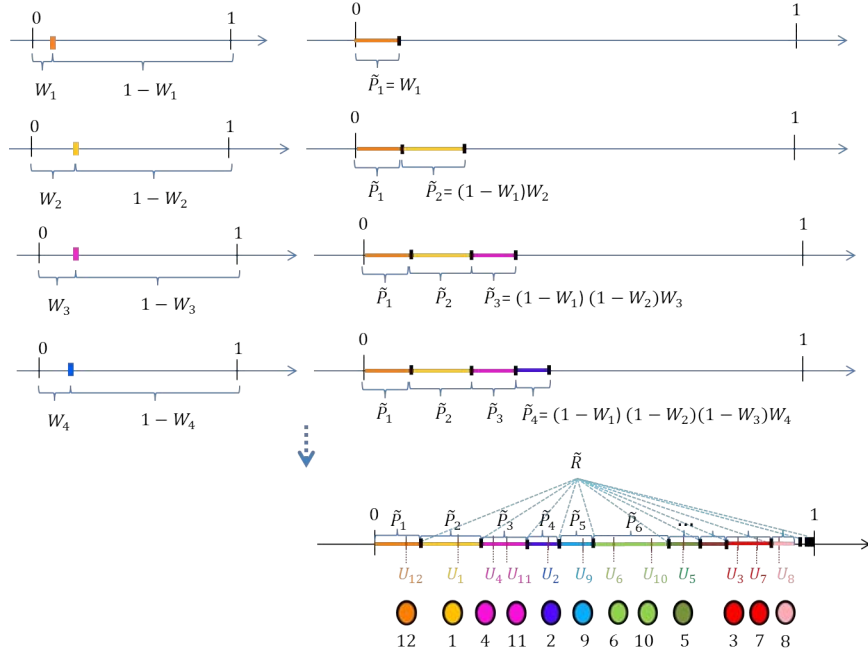 0 1 0 1
W₁ 1 − W₁ P̃₁= W₁
0 1 0 1
W₂ 1 − W₂ P̃₁ P̃₂= (1 − W₁)W₂
0 1 0 1
W₃ 1 − W₃ P̃₁ P̃₂ P̃₃= (1 − W₁) (1 − W₂)W₃
0 1 0 1
W₄ 1 − W₄ P̃₁ P̃₂ P̃₃ P̃₄= (1 − W₁) (1 − W₂)(1 − W₃)W₄
R̃
0 P̃₁ P̃₂ P̃₃ P̃₄ P̃₅ P̃₆ ... 1
U₁₂ U₁ U₄ U₁₁ U₂ U₉ U₆ U₁₀ U₅ U₃ U₇ U₈
12 1 4 11 2 9 6 10 5 3 7 8